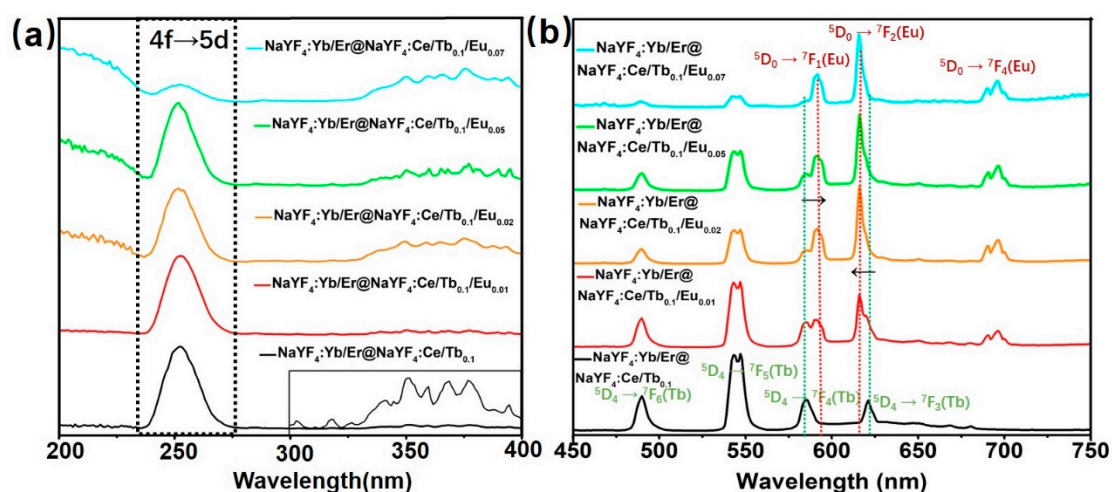 (a)
4f→5d
NaYF₄:Yb/Er@NaYF₄:Ce/Tb₀.₁/Eu₀.₀₇
NaYF₄:Yb/Er@NaYF₄:Ce/Tb₀.₁/Eu₀.₀₅
NaYF₄:Yb/Er@NaYF₄:Ce/Tb₀.₁/Eu₀.₀₂
NaYF₄:Yb/Er@NaYF₄:Ce/Tb₀.₁/Eu₀.₀₁
NaYF₄:Yb/Er@NaYF₄:Ce/Tb₀.₁
200 250 300 350 400
Wavelength(nm)
(b)
⁵D₀ → ⁷F₂(Eu)
⁵D₀ → ⁷F₁(Eu)
⁵D₀ → ⁷F₄(Eu)
NaYF₄:Yb/Er@
NaYF₄:Ce/Tb₀.₁/Eu₀.₀₇
NaYF₄:Yb/Er@
NaYF₄:Ce/Tb₀.₁/Eu₀.₀₅
NaYF₄:Yb/Er@
NaYF₄:Ce/Tb₀.₁/Eu₀.₀₂
NaYF₄:Yb/Er@
NaYF₄:Ce/Tb₀.₁/Eu₀.₀₁
NaYF₄:Yb/Er@
NaYF₄:Ce/Tb₀.₁
⁵D₄ → ⁷F₅(Tb)
⁵D₄ → ⁷F₆(Tb)
⁵D₄ → ⁷F₄(Tb)
⁵D₄ → ⁷F₃(Tb)
450 500 550 600 650 700 750
Wavelength (nm)